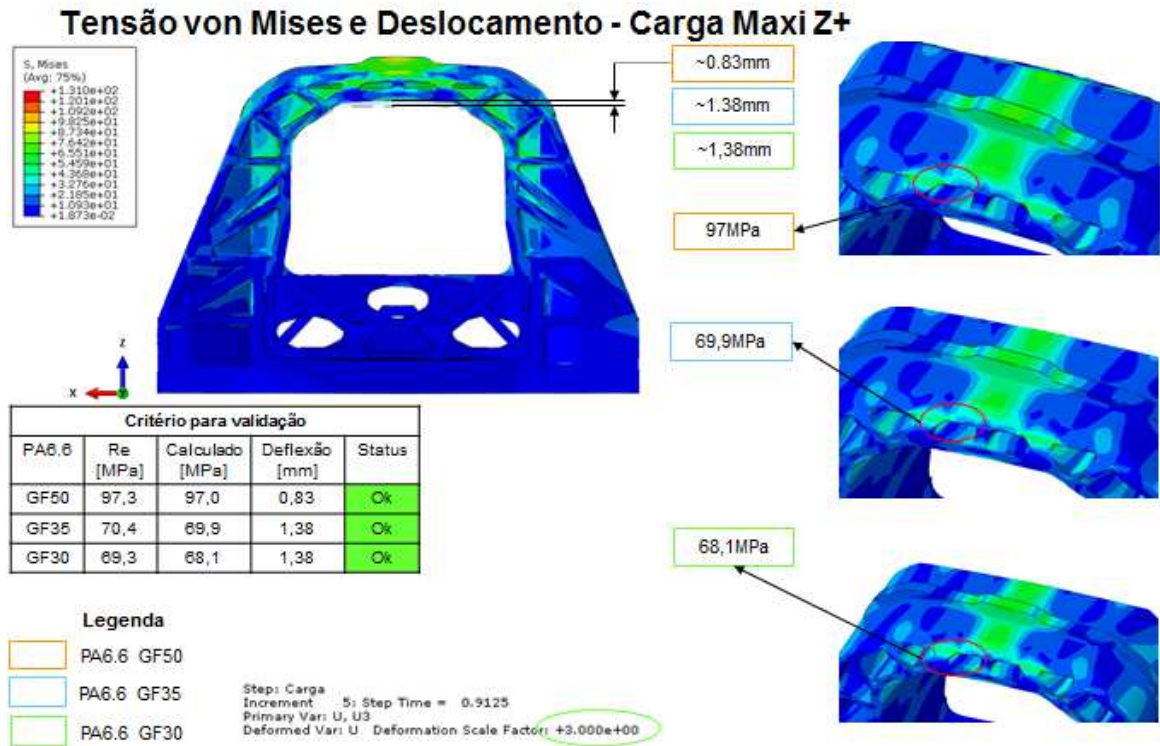 Tensão von Mises e Deslocamento - Carga Maxi Z+
S, Mises
(Avg: 75%)
+1.310e+02
+1.201e+02
+1.092e+02
+9.825e+01
+8.734e+01
+7.642e+01
+6.551e+01
+5.459e+01
+4.368e+01
+3.276e+01
+2.185e+01
+1.093e+01
+1.873e-02
~0.83mm
~1.38mm
~1,38mm
97MPa
69,9MPa
68,1MPa
z
x
Y
Critério para validação
PA6.6 Re [MPa] Calculado [MPa] Deflexão [mm] Status
GF50 97,3 97,0 0,83 Ok
GF35 70,4 69,9 1,38 Ok
GF30 69,3 68,1 1,38 Ok
Legenda
PA6.6 GF50
PA6.6 GF35
PA6.6 GF30
Step: Carga
Increment 5: Step Time = 0.9125
Primary Var: U, U3
Deformed Var: U Deformation Scale Factor: +3.000e+00